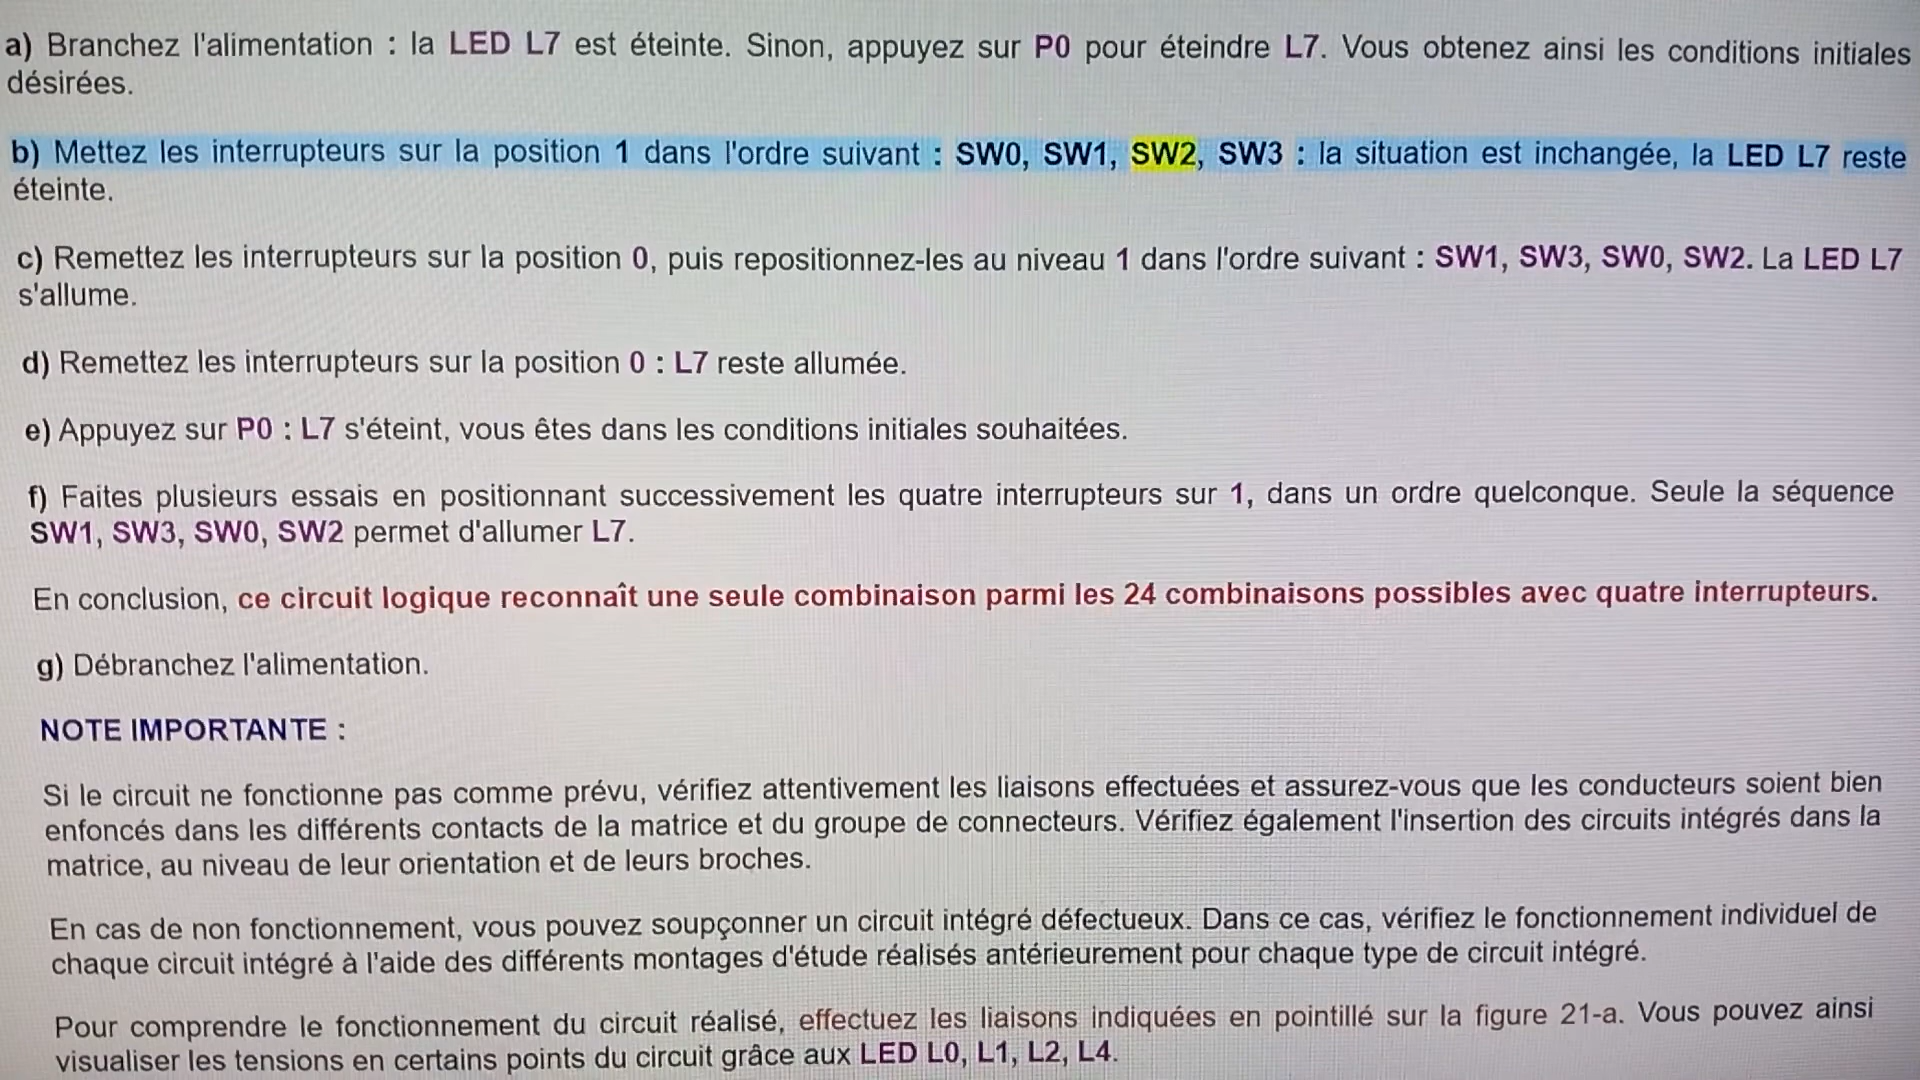 a) Branchez l'alimentation : la LED L7 est éteinte. Sinon, appuyez sur P0 pour éteindre L7. Vous obtenez ainsi les conditions initiales
désirées.
b) Mettez les interrupteurs sur la position 1 dans l'ordre suivant : SW0, SW1, SW2, SW3 : la situation est inchangée, la LED L7 reste
éteinte.
c) Remettez les interrupteurs sur la position 0, puis repositionnez-les au niveau 1 dans l'ordre suivant : SW1, SW3, SW0, SW2. La LED L7
s'allume.
d) Remettez les interrupteurs sur la position 0 : L7 reste allumée.
e) Appuyez sur P0 : L7 s'éteint, vous êtes dans les conditions initiales souhaitées.
f) Faites plusieurs essais en positionnant successivement les quatre interrupteurs sur 1, dans un ordre quelconque. Seule la séquence
SW1, SW3, SW0, SW2 permet d'allumer L7.
En conclusion, ce circuit logique reconnaît une seule combinaison parmi les 24 combinaisons possibles avec quatre interrupteurs.
g) Débranchez l'alimentation.
NOTE IMPORTANTE :
Si le circuit ne fonctionne pas comme prévu, vérifiez attentivement les liaisons effectuées et assurez-vous que les conducteurs soient bien
enfoncés dans les différents contacts de la matrice et du groupe de connecteurs. Vérifiez également l'insertion des circuits intégrés dans la
matrice, au niveau de leur orientation et de leurs broches.
En cas de non fonctionnement, vous pouvez soupçonner un circuit intégré défectueux. Dans ce cas, vérifiez le fonctionnement individuel de
chaque circuit intégré à l'aide des différents montages d'étude réalisés antérieurement pour chaque type de circuit intégré.
Pour comprendre le fonctionnement du circuit réalisé, effectuez les liaisons indiquées en pointillé sur la figure 21-a. Vous pouvez ainsi
visualiser les tensions en certains points du circuit grâce aux LED L0, L1, L2, L4.